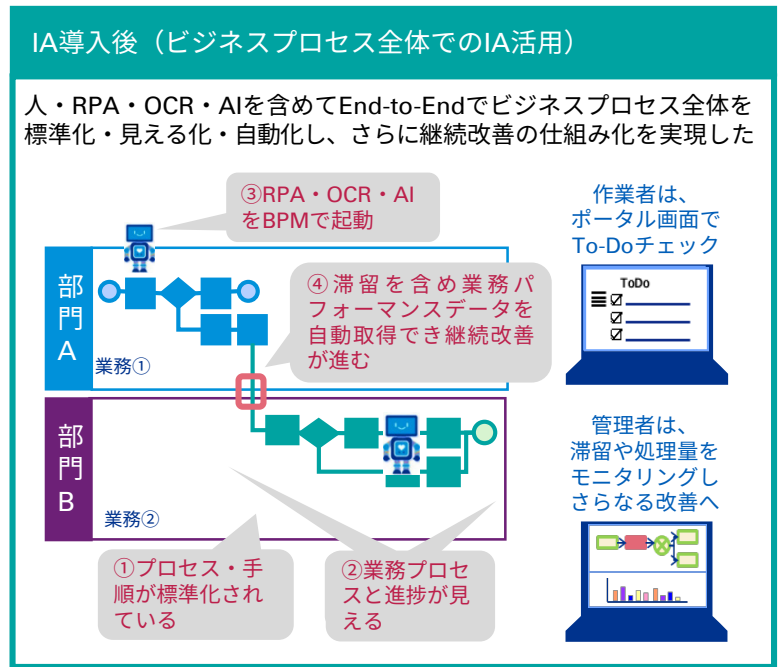 IA導入後（ビジネスプロセス全体でのIA活用）
人・RPA・OCR・AIを含めてEnd-to-Endでビジネスプロセス全体を
標準化・見える化・自動化し、さらに継続改善の仕組み化を実現した
③RPA・OCR・AI
をBPMで起動
作業者は、
ポータル画面で
To-Doチェック
部門A
業務①
④滞留を含め業務パ
フォーマンスデータを
自動取得でき継続改善
が進む
ToDo
部門B
業務②
管理者は、
滞留や処理量を
モニタリングし
さらなる改善へ
①プロセス・手
順が標準化され
ている
②業務プロセ
スと進捗が見
える